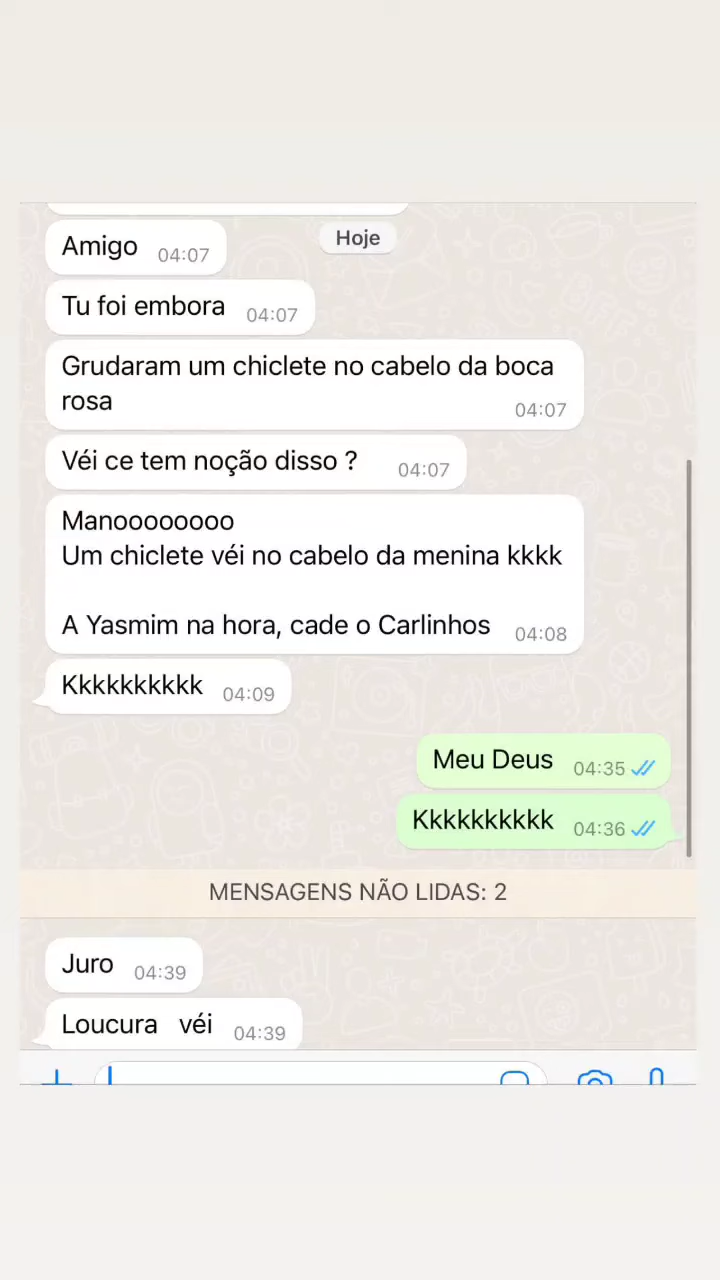 Hoje
Amigo 04:07
Tu foi embora 04:07
Grudaram um chiclete no cabelo da boca
rosa 04:07
Véi ce tem noção disso ? 04:07
Manoooooooo
Um chiclete véi no cabelo da menina kkkk
A Yasmim na hora, cade o Carlinhos 04:08
Kkkkkkkkkk 04:09
Meu Deus 04:35
Kkkkkkkkkk 04:36
MENSAGENS NÃO LIDAS: 2
Juro 04:39
Loucura véi 04:39